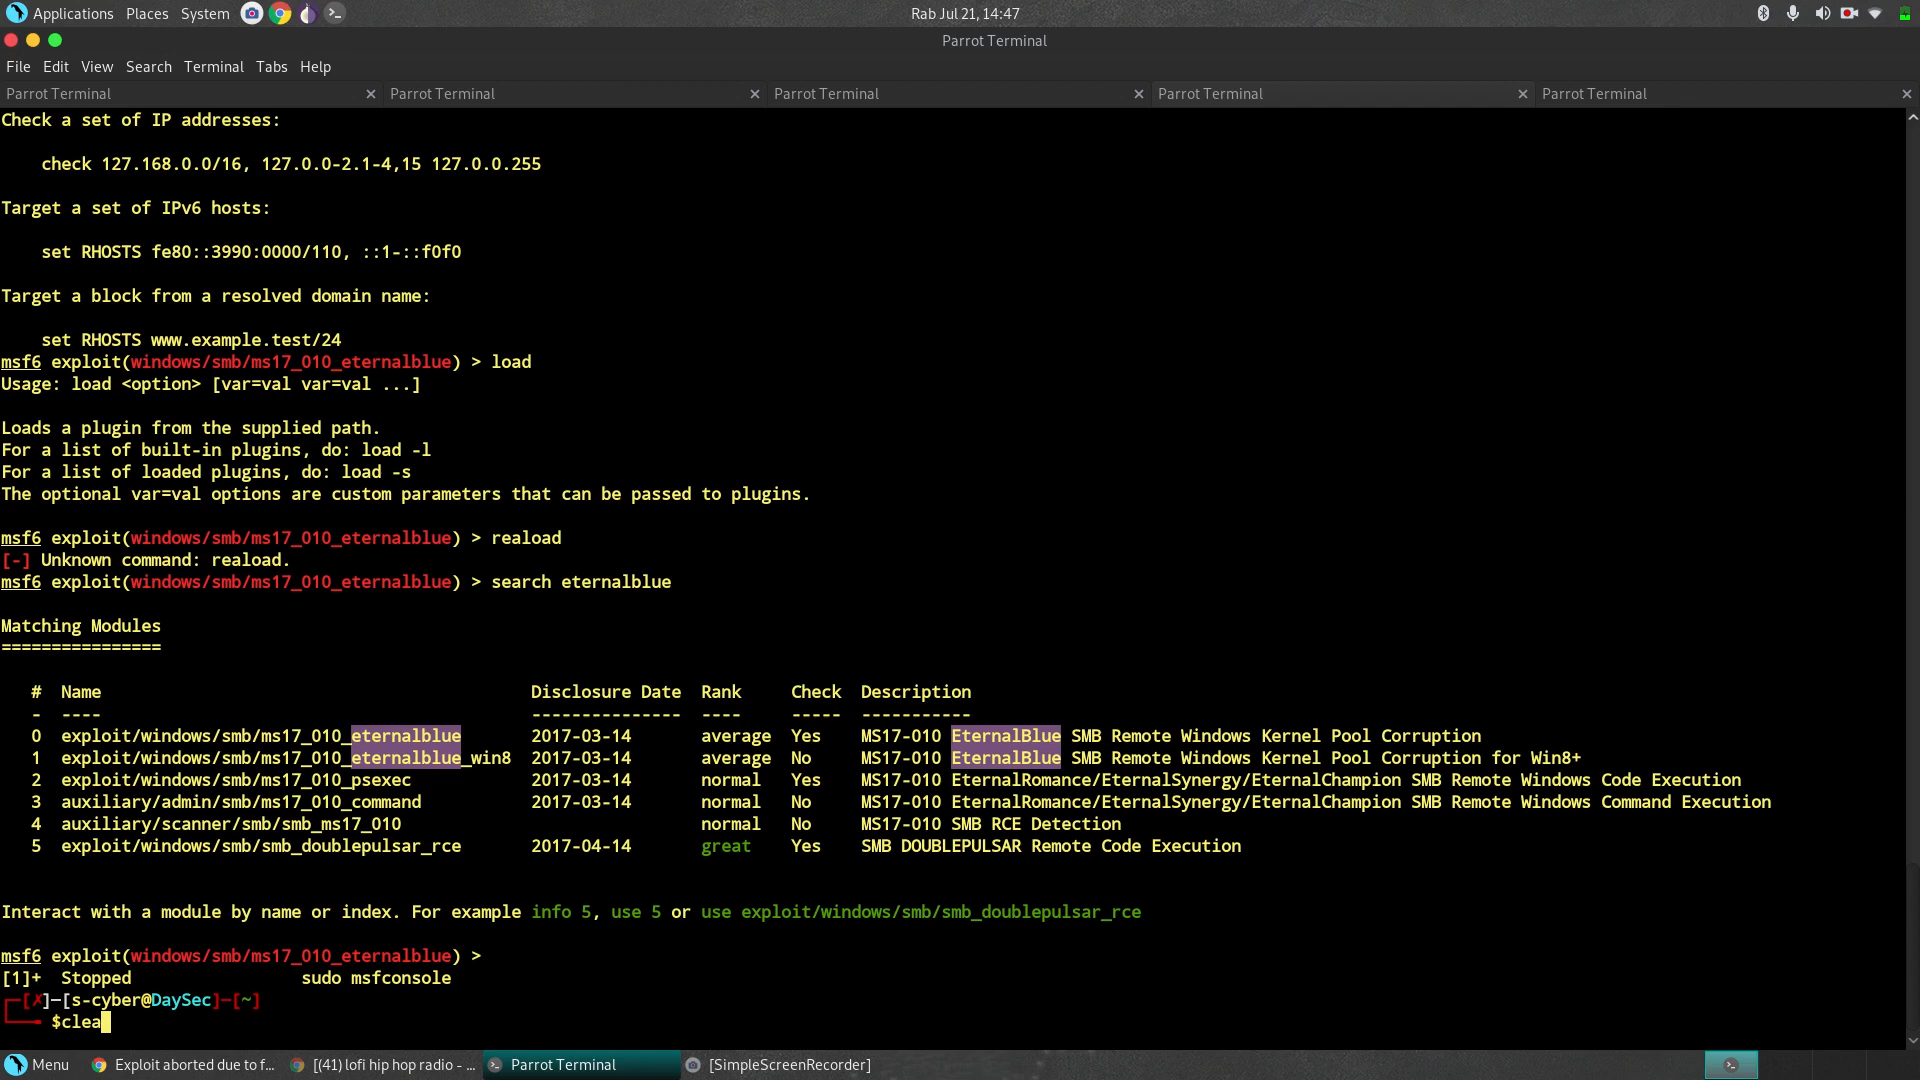 Applications Places System Rab Jul 21, 14:47
Parrot Terminal
File Edit View Search Terminal Tabs Help
Parrot Terminal Parrot Terminal Parrot Terminal Parrot Terminal Parrot Terminal
Check a set of IP addresses:
check 127.168.0.0/16, 127.0.0-2.1-4,15 127.0.0.255
Target a set of IPv6 hosts:
set RHOSTS fe80::3990:0000/110, ::1-::f0f0
Target a block from a resolved domain name:
set RHOSTS www.example.test/24
msf6 exploit(windows/smb/ms17_010_eternalblue) > load
Usage: load <option> [var=val var=val ...]
Loads a plugin from the supplied path.
For a list of built-in plugins, do: load -l
For a list of loaded plugins, do: load -s
The optional var=val options are custom parameters that can be passed to plugins.
msf6 exploit(windows/smb/ms17_010_eternalblue) > reaload
[-] Unknown command: reaload.
msf6 exploit(windows/smb/ms17_010_eternalblue) > search eternalblue
Matching Modules
================
# Name Disclosure Date Rank Check Description
- ---- --------------- ---- ----- -----------
0 exploit/windows/smb/ms17_010_eternalblue 2017-03-14 average Yes MS17-010 EternalBlue SMB Remote Windows Kernel Pool Corruption
1 exploit/windows/smb/ms17_010_eternalblue_win8 2017-03-14 average No MS17-010 EternalBlue SMB Remote Windows Kernel Pool Corruption for Win8+
2 exploit/windows/smb/ms17_010_psexec 2017-03-14 normal Yes MS17-010 EternalRomance/EternalSynergy/EternalChampion SMB Remote Windows Code Execution
3 auxiliary/admin/smb/ms17_010_command 2017-03-14 normal No MS17-010 EternalRomance/EternalSynergy/EternalChampion SMB Remote Windows Command Execution
4 auxiliary/scanner/smb/smb_ms17_010 normal No MS17-010 SMB RCE Detection
5 exploit/windows/smb/smb_doublepulsar_rce 2017-04-14 great Yes SMB DOUBLEPULSAR Remote Code Execution
Interact with a module by name or index. For example info 5, use 5 or use exploit/windows/smb/smb_doublepulsar_rce
msf6 exploit(windows/smb/ms17_010_eternalblue) >
[1]+ Stopped sudo msfconsole
┌─[✗]─[s-cyber@DaySec]─[~]
└──╼ $clea
Menu Exploit aborted due to f... [(41) lofi hip hop radio - ... Parrot Terminal [SimpleScreenRecorder]